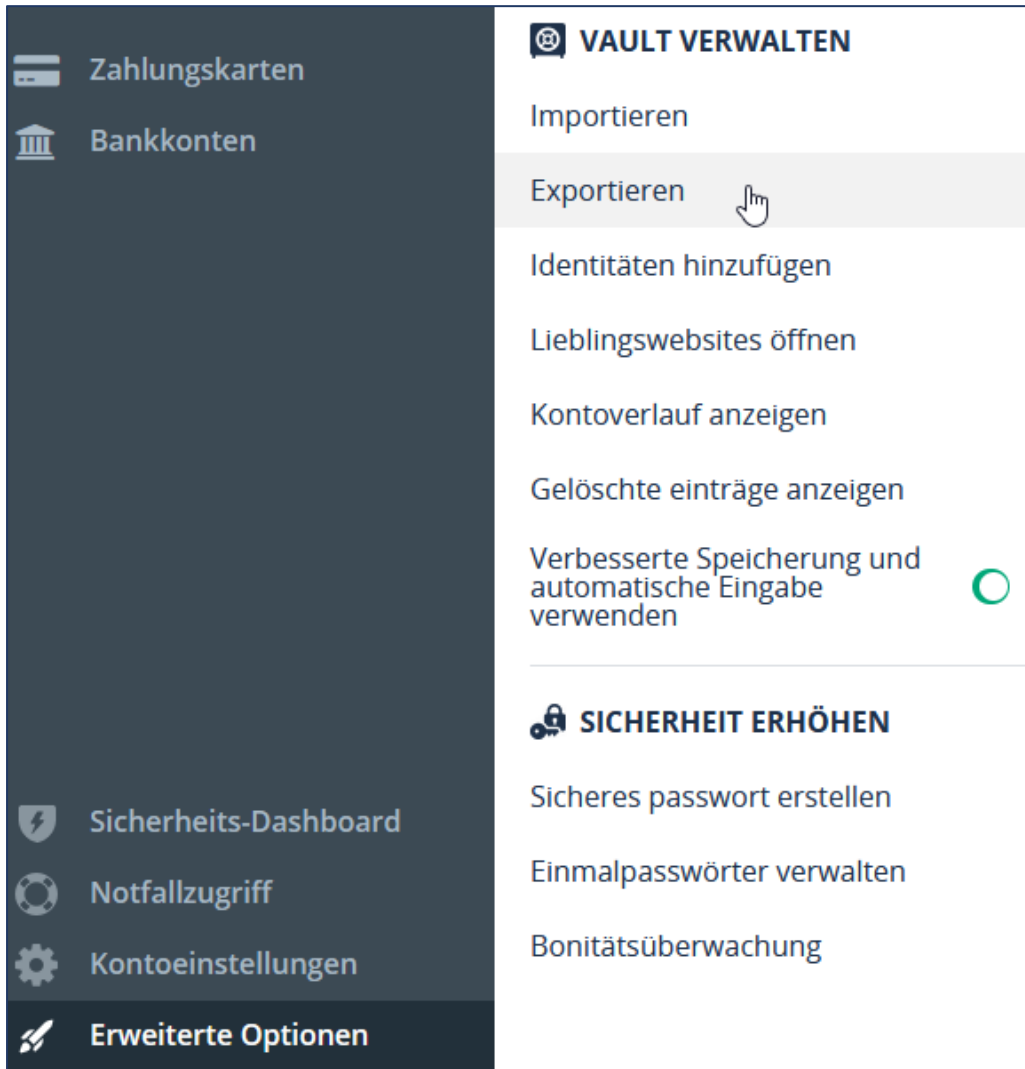 Zahlungskarten
Bankkonten
Sicherheits-Dashboard
Notfallzugriff
Kontoeinstellungen
Erweiterte Optionen
VAULT VERWALTEN
Importieren
Exportieren
Identitäten hinzufügen
Lieblingswebsites öffnen
Kontoverlauf anzeigen
Gelöschte einträge anzeigen
Verbesserte Speicherung und
automatische Eingabe
verwenden
SICHERHEIT ERHÖHEN
Sicheres passwort erstellen
Einmalpasswörter verwalten
Bonitätsüberwachung